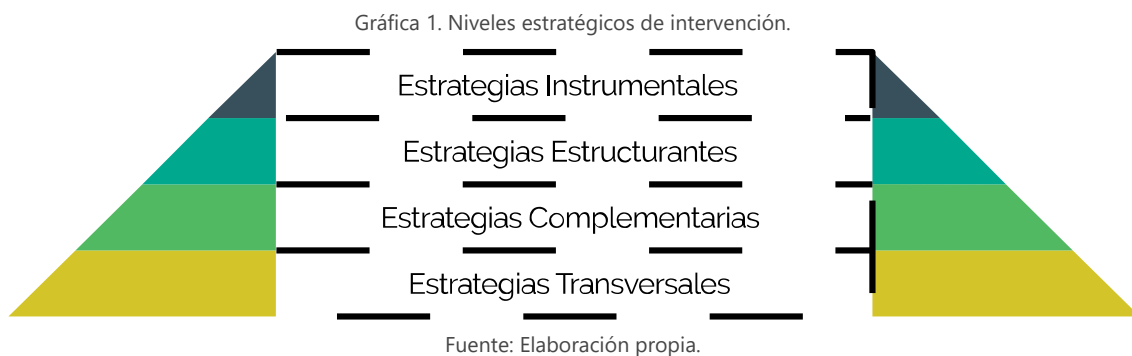 Gráfica 1. Niveles estratégicos de intervención.
Estrategias Instrumentales
Estrategias Estructurantes
Estrategias Complementarias
Estrategias Transversales
Fuente: Elaboración propia.